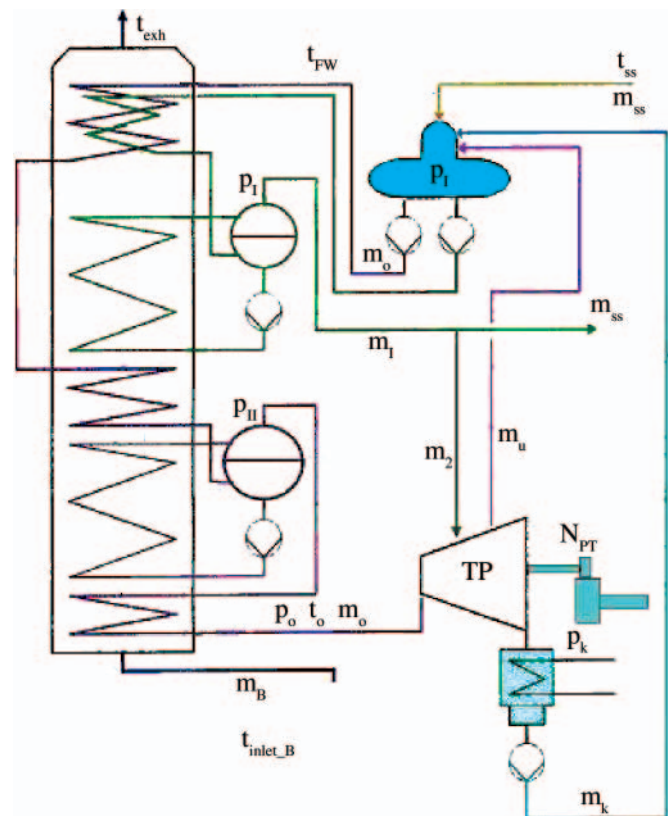 t_exh
t_FW
t_ss
m_ss
p_I
p_I
m_o
m_I
m_ss
p_II
m_2
m_u
N_PT
TP
p_o t_o m_o
p_k
m_B
t_inlet_B
m_k